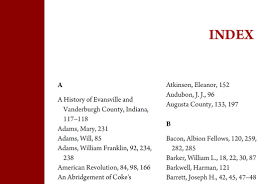 INDEX
A
A History of Evansville and
Vanderburgh County, Indiana,
117–118
Adams, Mary, 231
Adams, Will, 85
Adams, William Franklin, 92, 234,
238
American Revolution, 84, 98, 166
An Abridgement of Coke's
Atkinson, Eleanor, 152
Audubon, J. J., 96
Augusta County, 133, 197
B
Bacon, Albion Fellows, 120, 259,
282, 285
Barker, William L., 18, 22, 30, 87
Barkett, Harman, 121
Barrett, Joseph H., 42, 45, 47–48